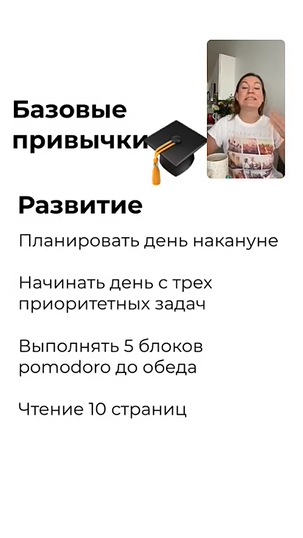 Базовые
привычки
Развитие
Планировать день накануне
Начинать день с трех
приоритетных задач
Выполнять 5 блоков
pomodoro до обеда
Чтение 10 страниц